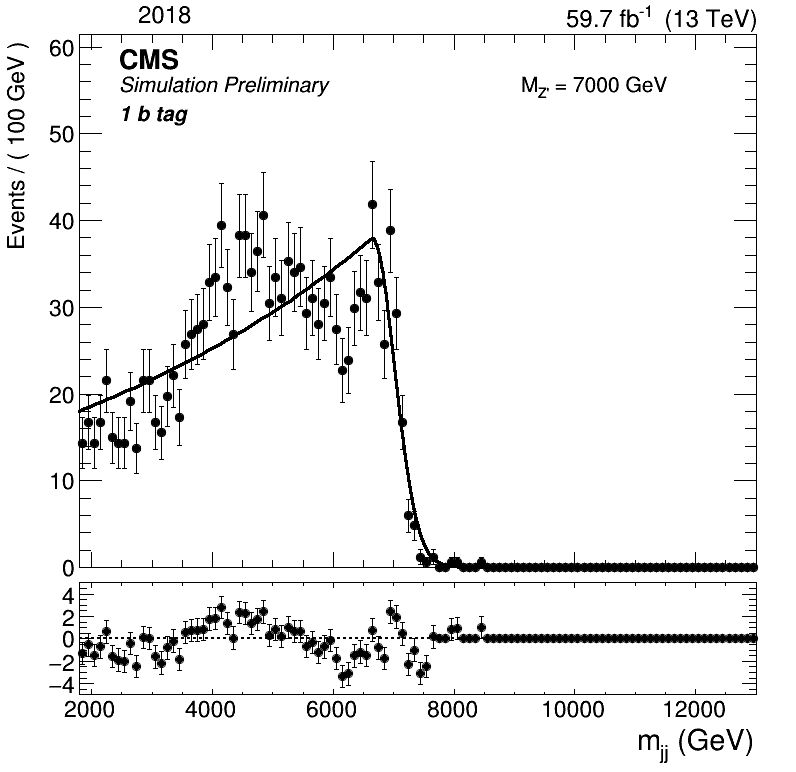 2018
59.7 fb-1 (13 TeV)
Events / ( 100 GeV )
60
50
40
30
20
10
0
CMS
Simulation Preliminary
1 b tag
MZ' = 7000 GeV
4
2
0
−2
−4
2000 4000 6000 8000 10000 12000
mjj (GeV)